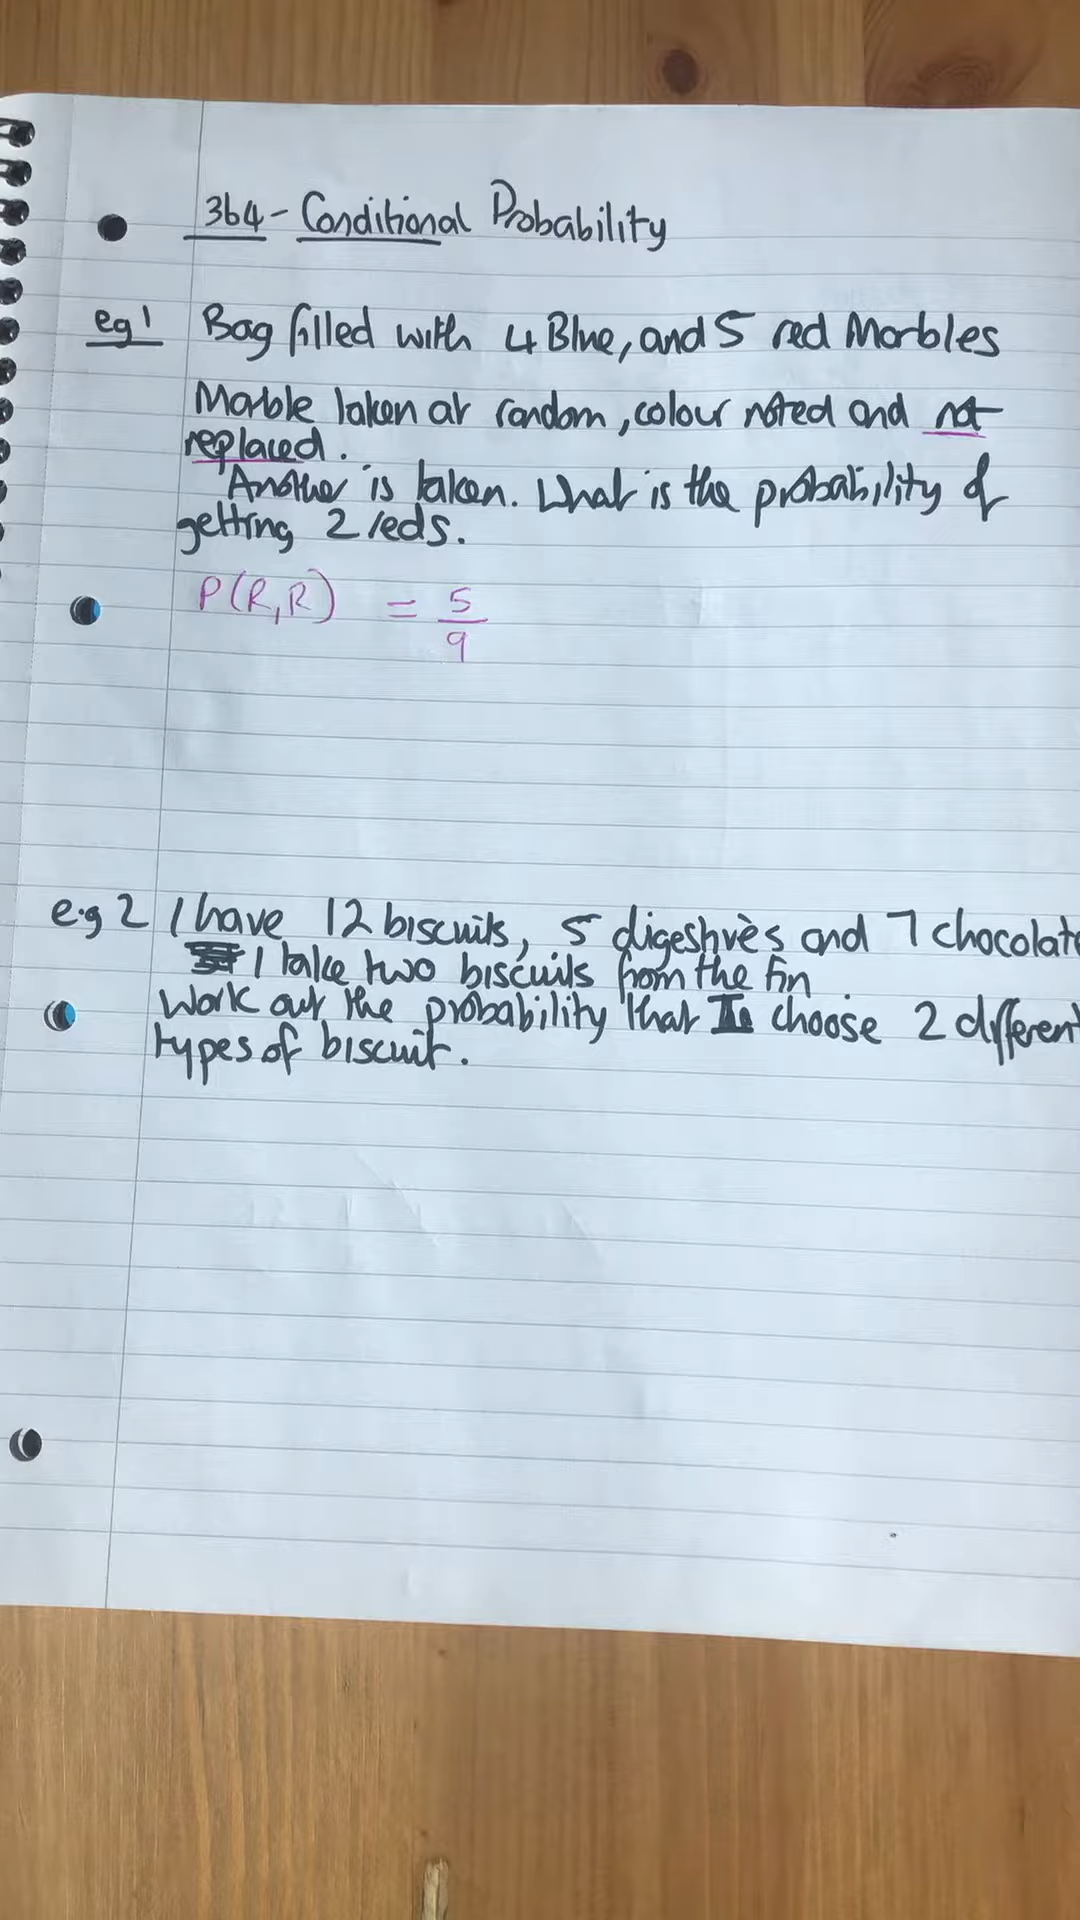 364 - Conditional Probability
eg 1 Bag filled with 4 Blue, and 5 red Marbles
Marble taken at random, colour noted and not
replaced.
Another is taken. What is the probability of
getting 2 reds.
P(R,R) = 5/9
e.g 2 I have 12 biscuits, 5 digestives and 7 chocolate
I take two biscuits from the tin
Work out the probability that I choose 2 different
types of biscuit.